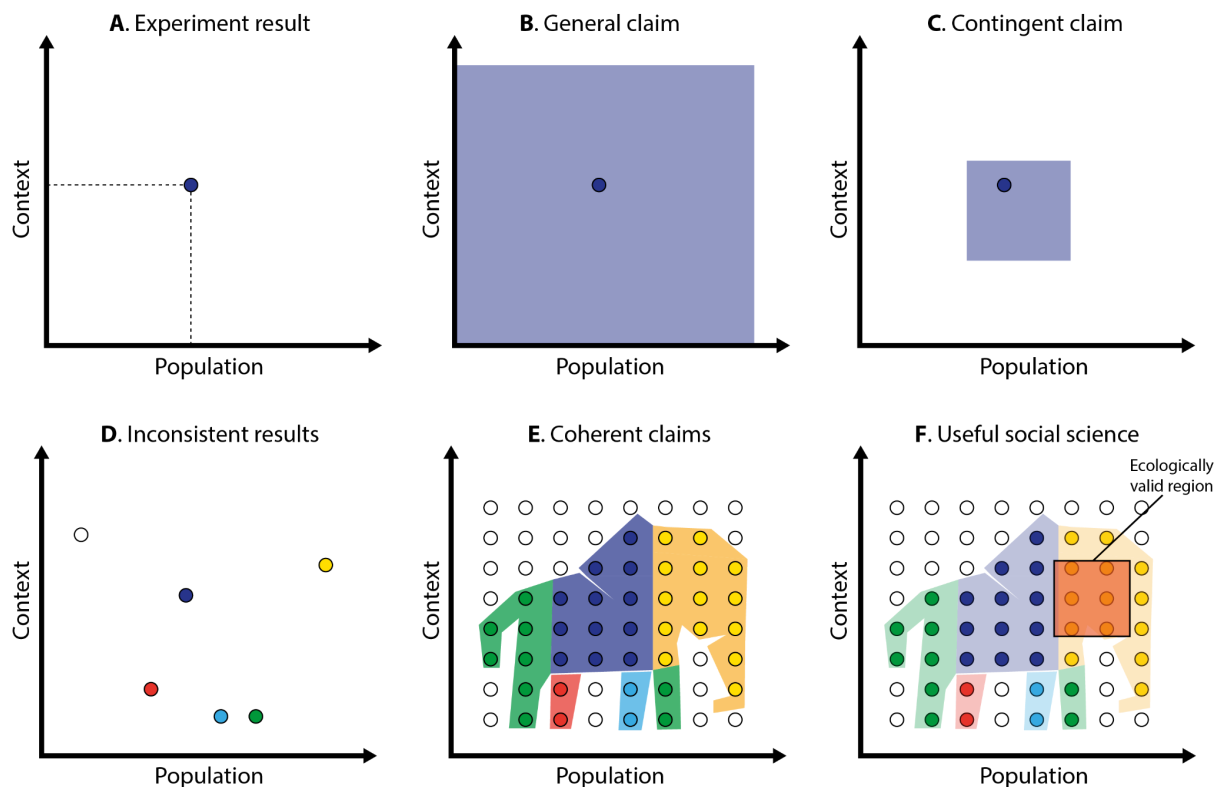 A. Experiment result
Context
Population
B. General claim
Context
Population
C. Contingent claim
Context
Population
D. Inconsistent results
Context
Population
E. Coherent claims
Context
Population
F. Useful social science
Ecologically
valid region
Context
Population